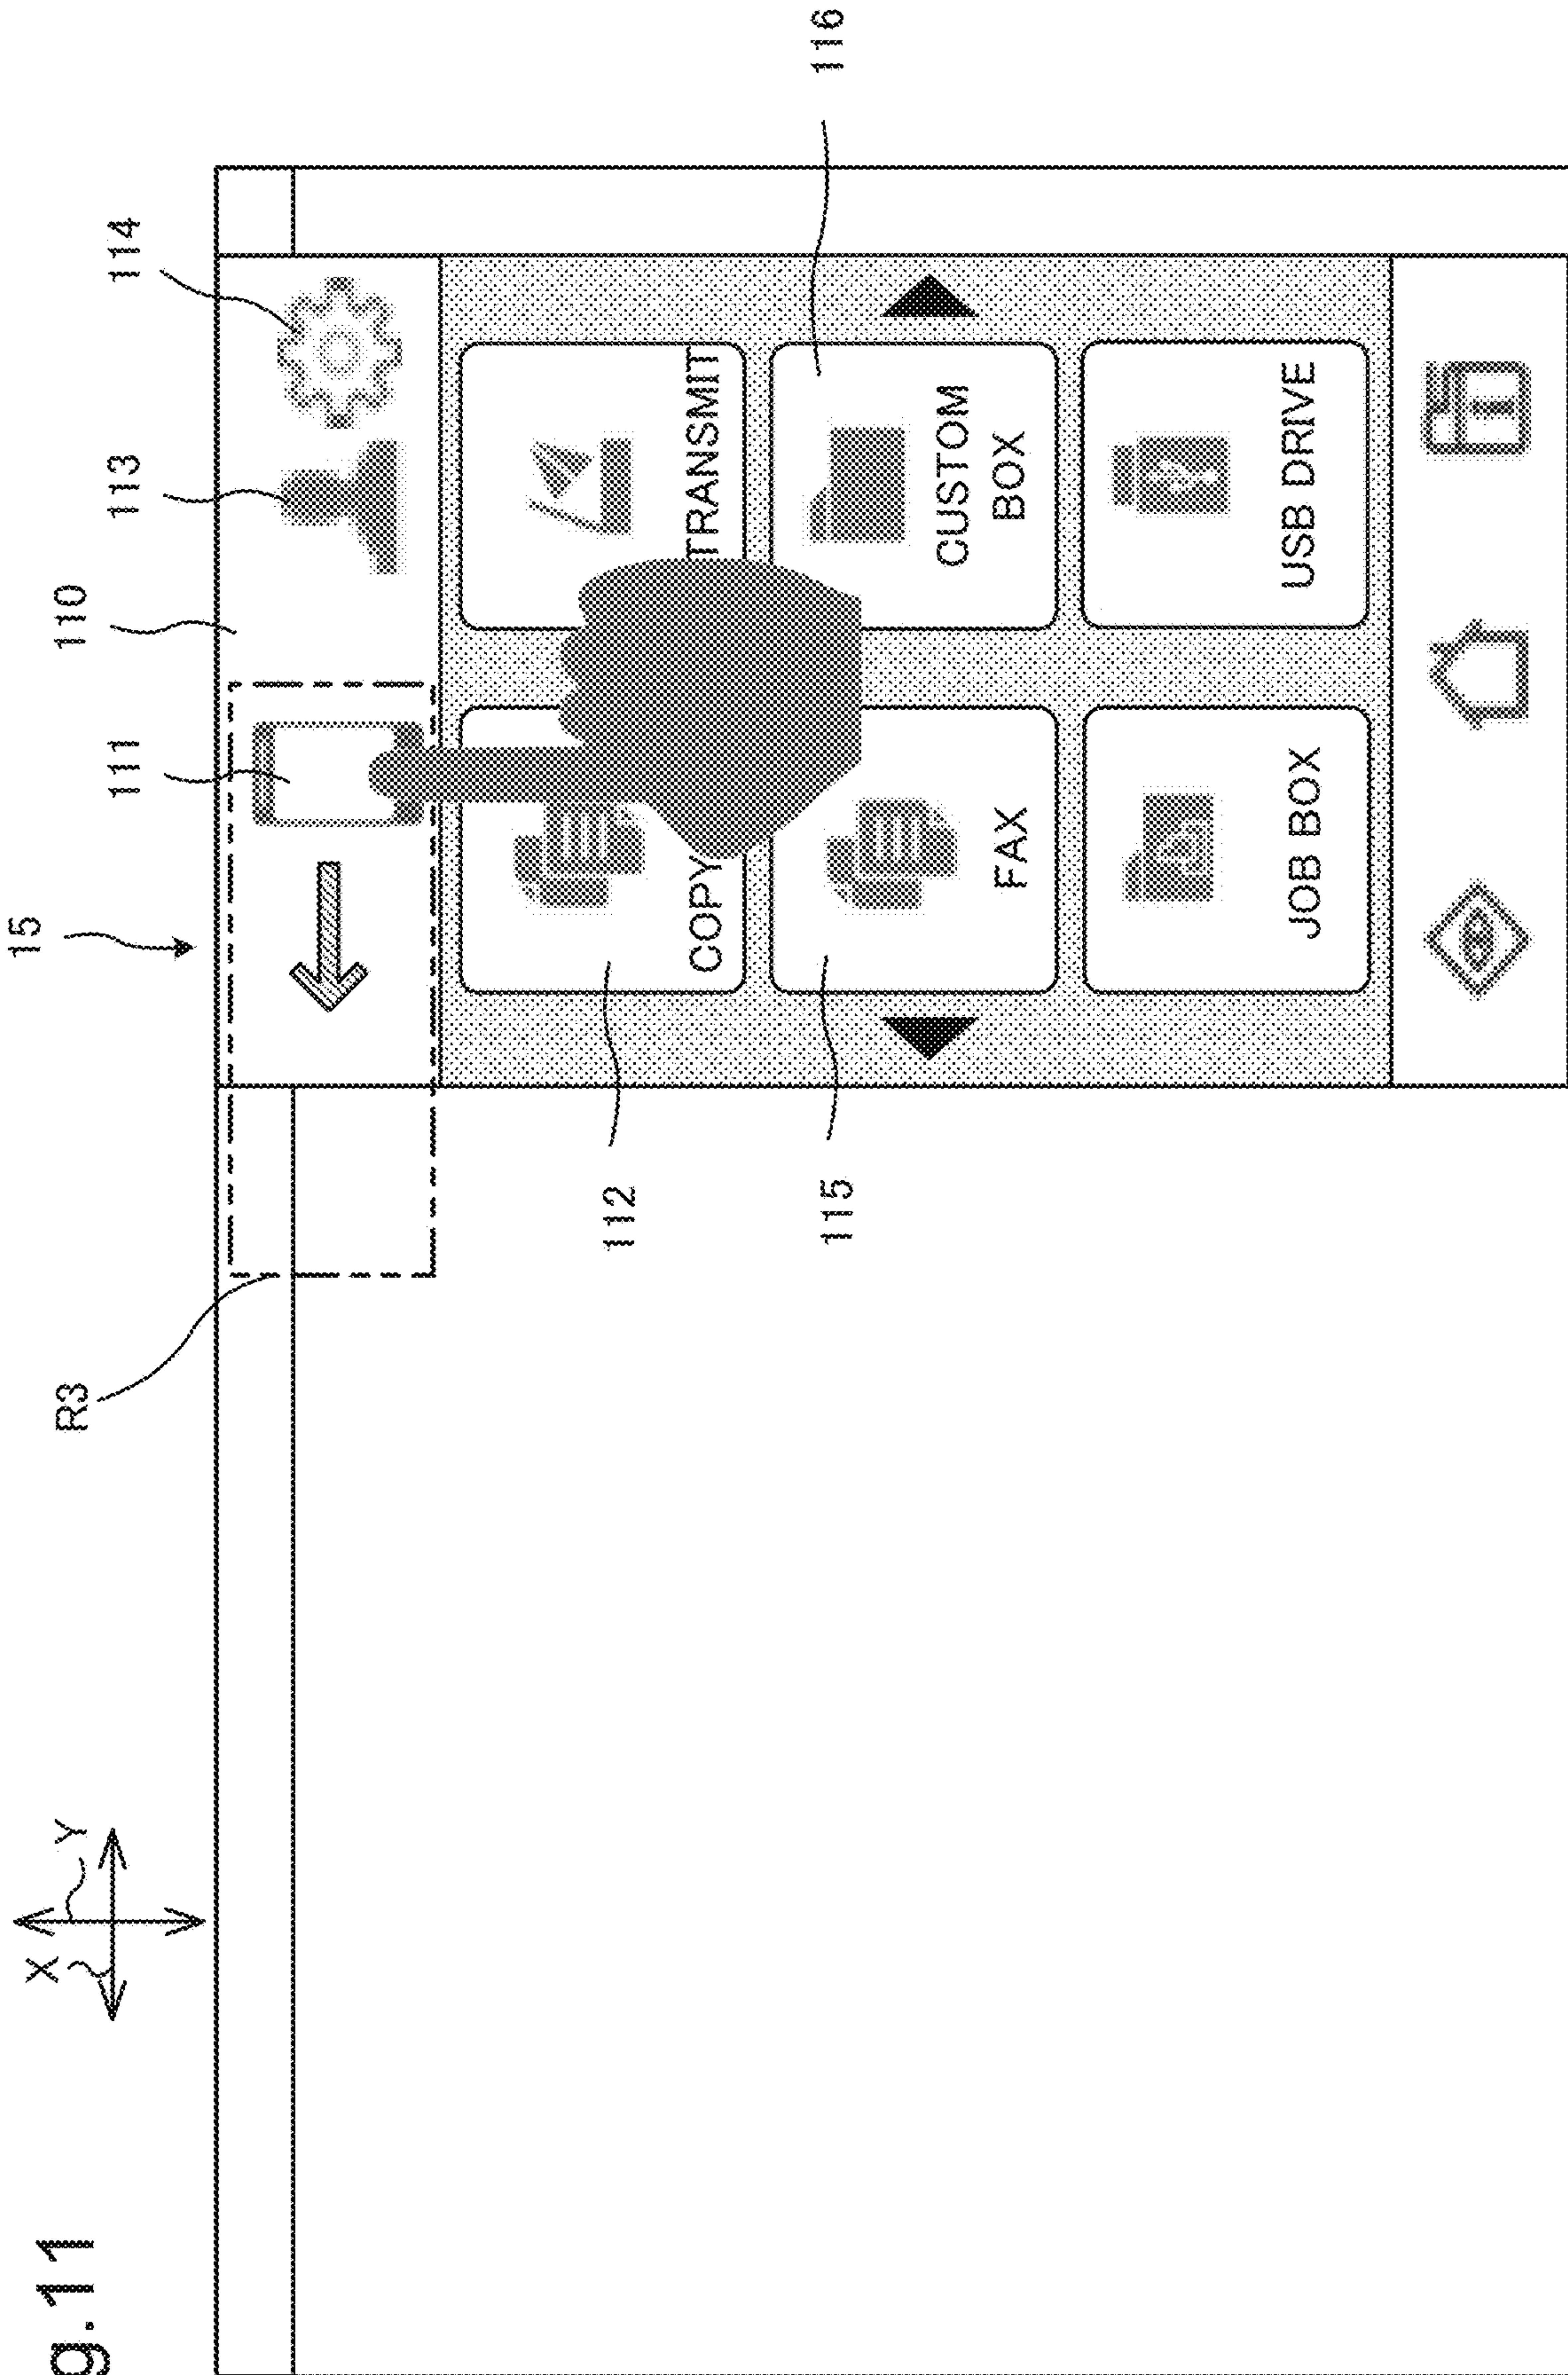 g.11
X
Y
R3
15
110
111
113
114
112
COPY
TRANSMIT
115
116
FAX
CUSTOM
BOX
JOB BOX
USB DRIVE